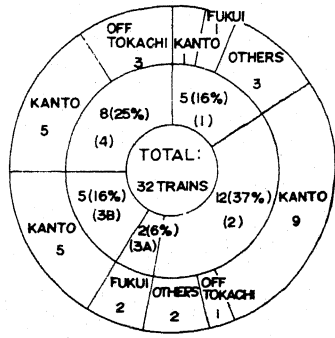 FUKUI
1
OFF
TOKACHI
3
KANTO
1
OTHERS
3
KANTO
5
8(25%)
(4)
5(16%)
(1)
TOTAL:
32 TRAINS
KANTO
9
12(37%)
(2)
5(16%)
(3B)
2(6%)
(3A)
KANTO
5
FUKUI
2
OTHERS
2
OFF
TOKACHI
1